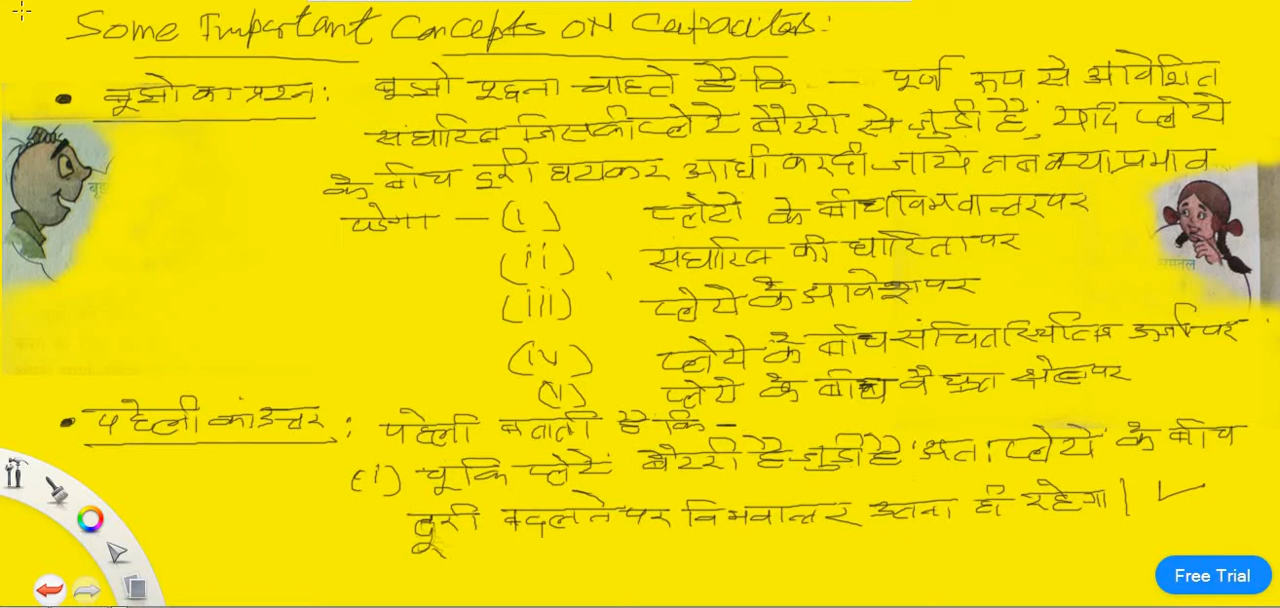 Some Important Concepts on Capacitors:
• बूझो का प्रश्न: बूझो पूछना चाहते है कि — पूर्ण रूप से आवेशित
संधारित्र जिसकी प्लेटे बैटरी से जुड़ी है, यदि प्लेटो
के बीच दूरी घटाकर आधी कर दी जाये तब क्या प्रभाव
पडेगा — (i) प्लेटो के बीच विभवान्तर पर
(ii) संधारित्र की धारिता पर
(iii) प्लेटो के आवेश पर
(iv) प्लेटो के बीच संचित स्थितिज ऊर्जा पर
(v) प्लेटो के बीच वैद्युत क्षेत्र पर
• पहेली का उत्तर: पहेली बताती है कि —
(i) चूकि प्लेटें बैटरी से जुडी है अतः प्लेटो के बीच
दूरी बदलने पर विभवान्तर उतना ही रहेगा। ✓
बूझ
Free Trial